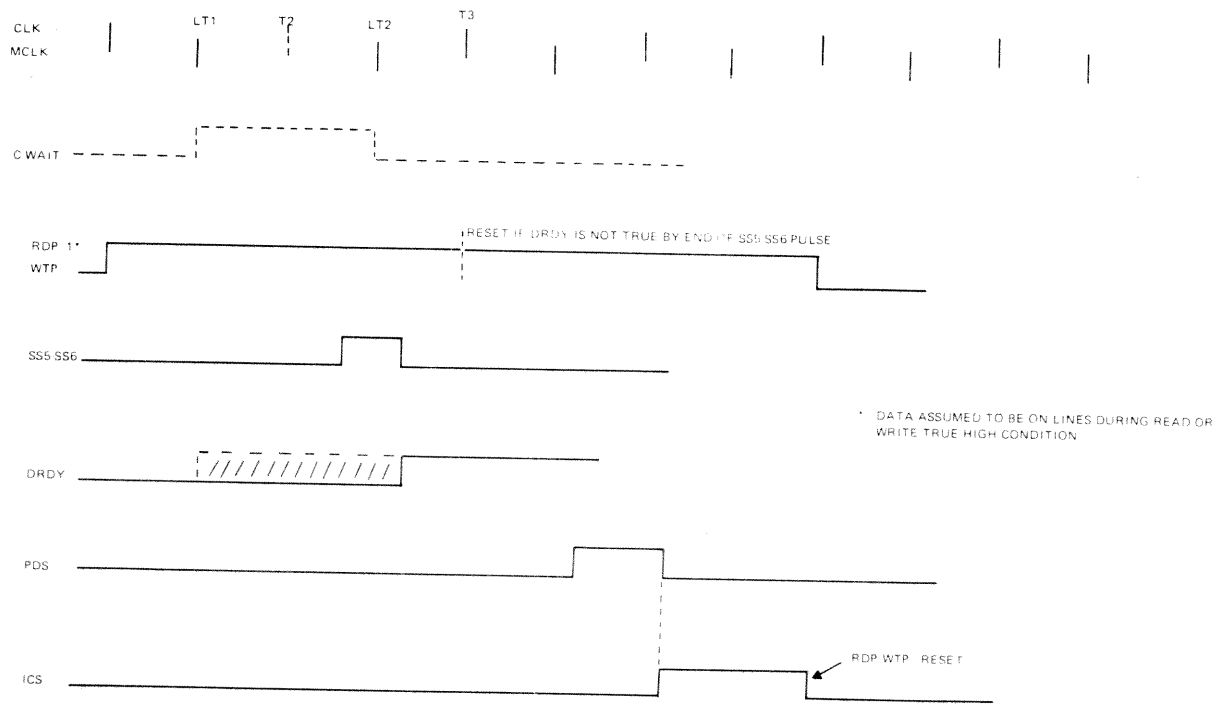 LT1 T2 LT2 T3
CLK
MCLK
CWAIT
RDP 1*
RESET IF DRDY IS NOT TRUE BY END OF SS5 SS6 PULSE
WTP
SS5 SS6
* DATA ASSUMED TO BE ON LINES DURING READ OR
WRITE TRUE HIGH CONDITION
DRDY
PDS
RDP WTP RESET
ICS